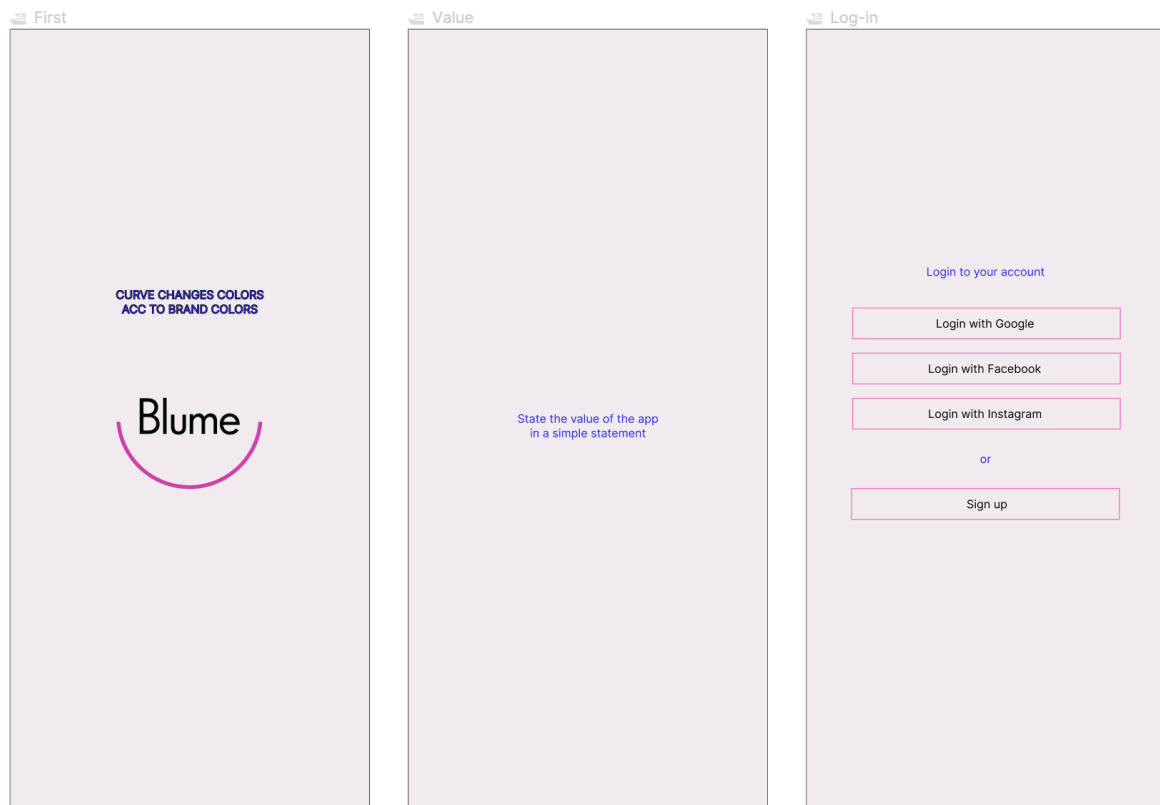 First
CURVE CHANGES COLORS
ACC TO BRAND COLORS
Blume
Value
State the value of the app
in a simple statement
Log-in
Login to your account
Login with Google
Login with Facebook
Login with Instagram
or
Sign up